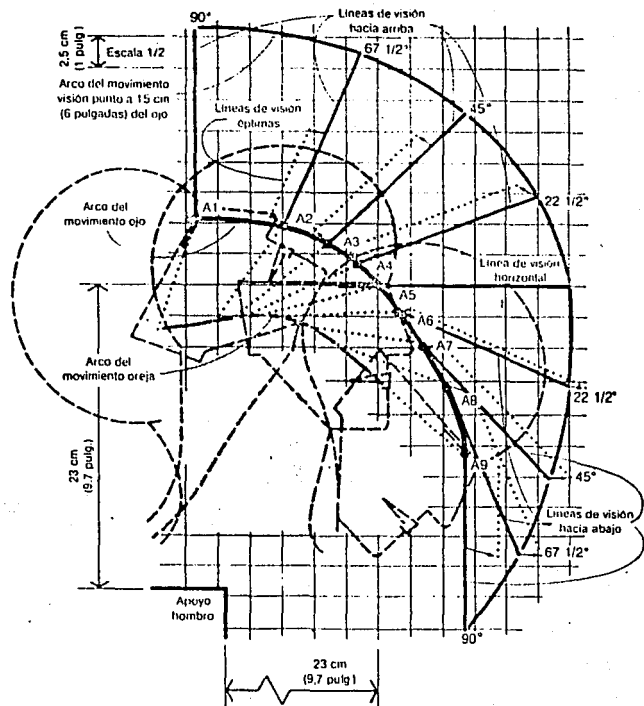 90°
Líneas de visión
hacia arriba
67 1/2°
2,5 cm
(1 pulg)
Escala 1/2
Arco del movimiento
visión punto a 15 cm
(6 pulgadas) del ojo
Líneas de visión
óptimas
45°
22 1/2°
A1
A2
A3
A4
A5
A6
A7
A8
A9
Arco del
movimiento ojo
Línea de visión
horizontal
Arco del
movimiento oreja
22 1/2°
45°
Líneas de visión
hacia abajo
67 1/2°
90°
23 cm
(9.7 pulg.)
Apoyo
hombro
23 cm
(9,7 pulg)